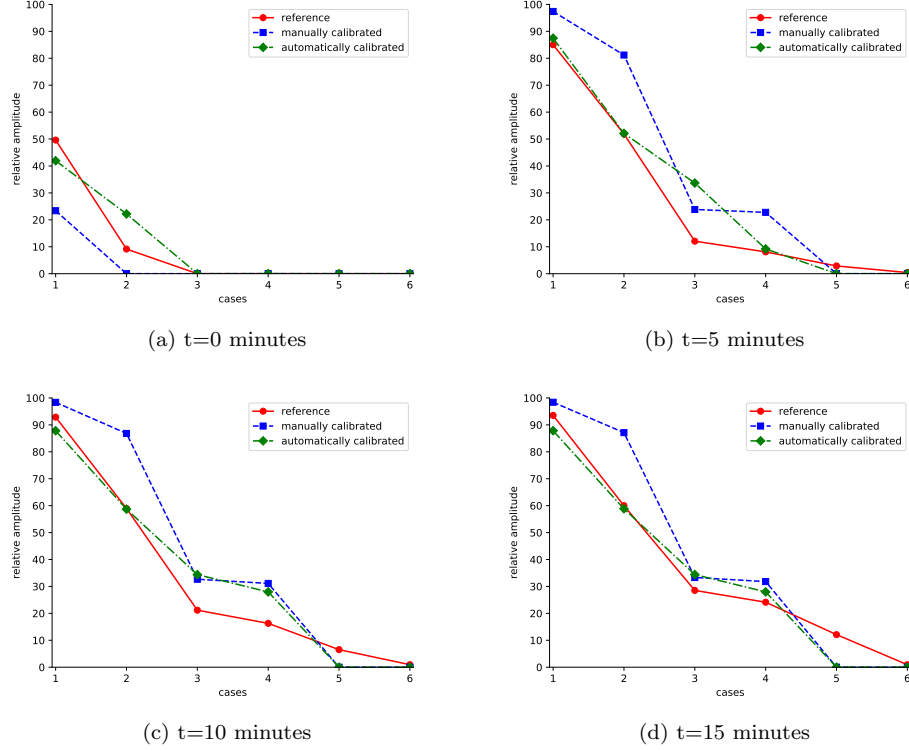 100
90
80
70
60
50
40
30
20
10
0
relative amplitude
1 2 3 4 5 6
cases
reference
manually calibrated
automatically calibrated
(a) t=0 minutes
100
90
80
70
60
50
40
30
20
10
0
relative amplitude
1 2 3 4 5 6
cases
reference
manually calibrated
automatically calibrated
(b) t=5 minutes
100
90
80
70
60
50
40
30
20
10
0
relative amplitude
1 2 3 4 5 6
cases
reference
manually calibrated
automatically calibrated
(c) t=10 minutes
100
90
80
70
60
50
40
30
20
10
0
relative amplitude
1 2 3 4 5 6
cases
reference
manually calibrated
automatically calibrated
(d) t=15 minutes